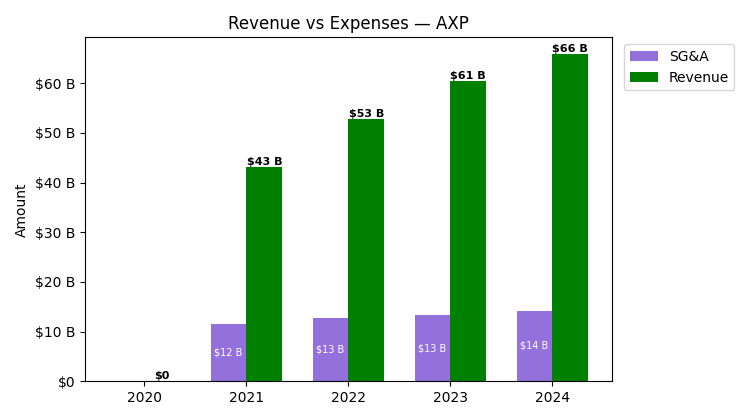 Revenue vs Expenses — AXP
SG&A
Revenue
Amount
$60 B
$50 B
$40 B
$30 B
$20 B
$10 B
$0
$0
$12 B
$43 B
$13 B
$53 B
$13 B
$61 B
$14 B
$66 B
2020
2021
2022
2023
2024